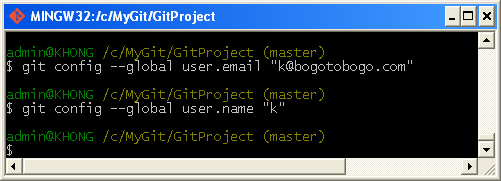 MINGW32:/c/MyGit/GitProject
admin@KHONG /c/MyGit/GitProject (master)
$ git config --global user.email "k@bogotobogo.com"
admin@KHONG /c/MyGit/GitProject (master)
$ git config --global user.name "k"
admin@KHONG /c/MyGit/GitProject (master)
$